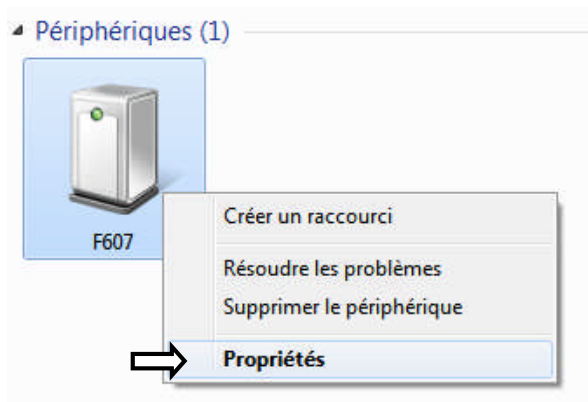 Périphériques (1)
F607
Créer un raccourci
Résoudre les problèmes
Supprimer le périphérique
Propriétés